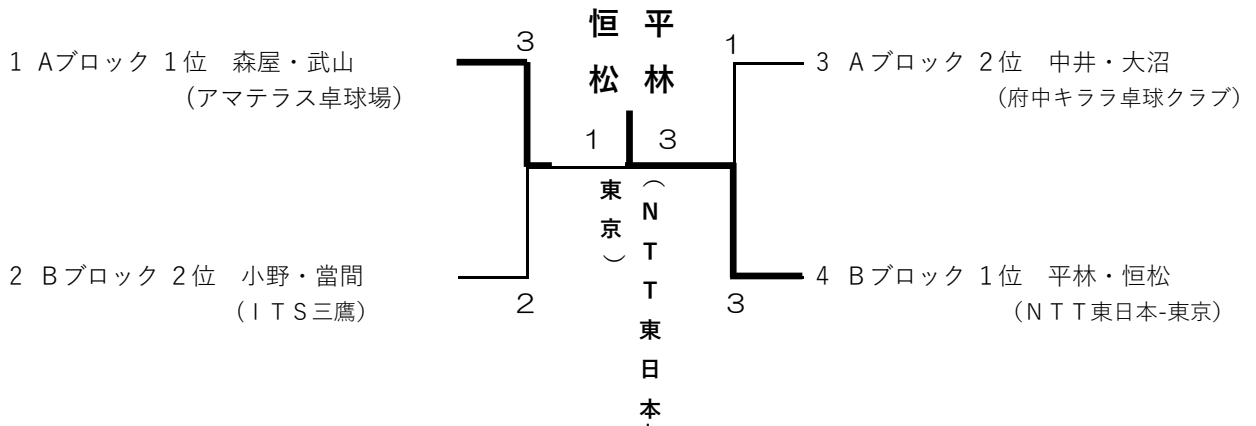 平林
恒松
3
1
1 Aブロック 1位 森屋・武山
(アマテラス卓球場)
3 Aブロック 2位 中井・大沼
(府中キララ卓球クラブ)
1
3
(NTT東日本
東京)
2 Bブロック 2位 小野・當間
(ITS三鷹)
4 Bブロック 1位 平林・恒松
(NTT東日本-東京)
2
3